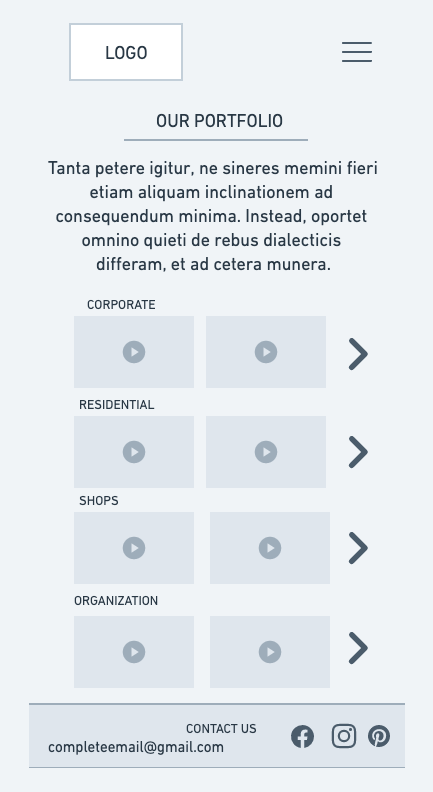 LOGO
OUR PORTFOLIO
Tanta petere igitur, ne sineres memini fieri
etiam aliquam inclinationem ad
consequendum minima. Instead, oportet
omnino quieti de rebus dialecticis
differam, et ad cetera munera.
CORPORATE
RESIDENTIAL
SHOPS
ORGANIZATION
CONTACT US
completeemail@gmail.com